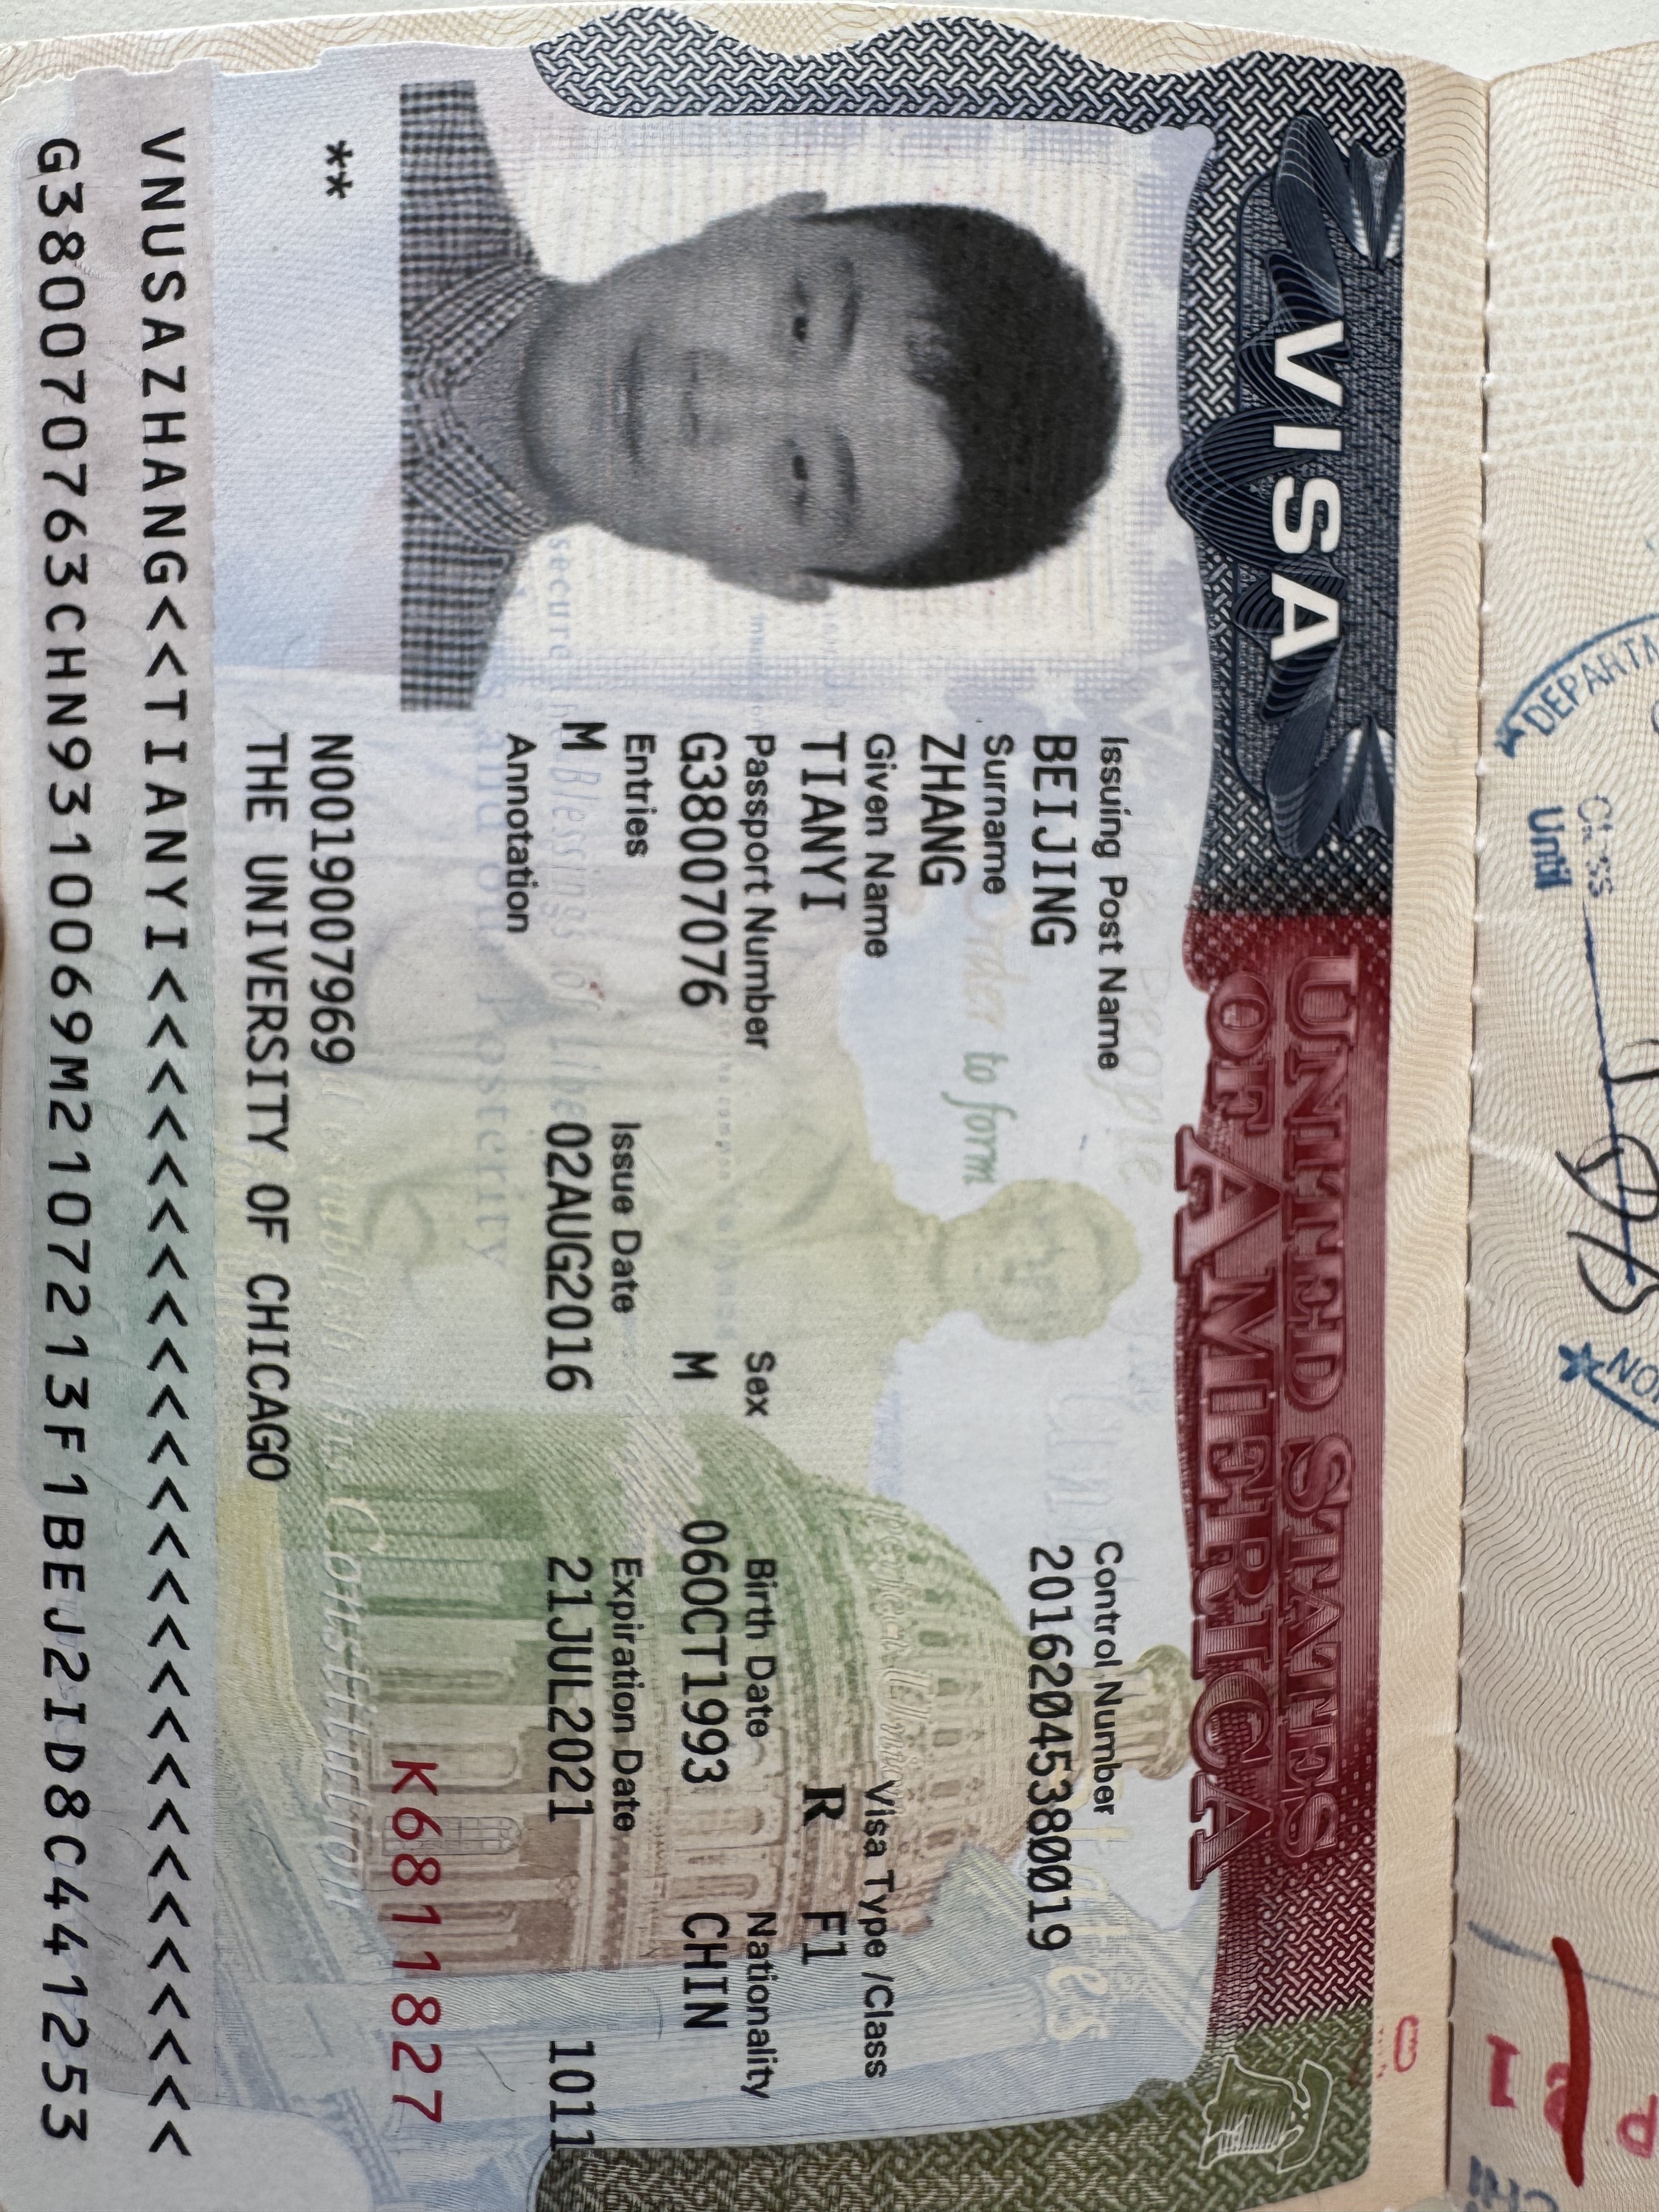 VISA
UNITED STATES
OF AMERICA
Issuing Post Name
Control Number
BEIJING
20162045380019
Surname
ZHANG
Given Name
Visa Type /Class
TIANYI
R F1
Passport Number
Sex
Birth Date
Nationality
G38007076
M
06OCT1993
CHIN
Entries
Issue Date
Expiration Date
M
02AUG2016
21JUL2021
1011
Annotation
K6811827
**
N0019007969
THE UNIVERSITY OF CHICAGO
VNUSAZHANG<<TIANYI<<<<<<<<<<<<<<<<<<<<<<<<<<
G380070763CHN9310069M2107213F1BEJ2ID8C441253
Class
Until